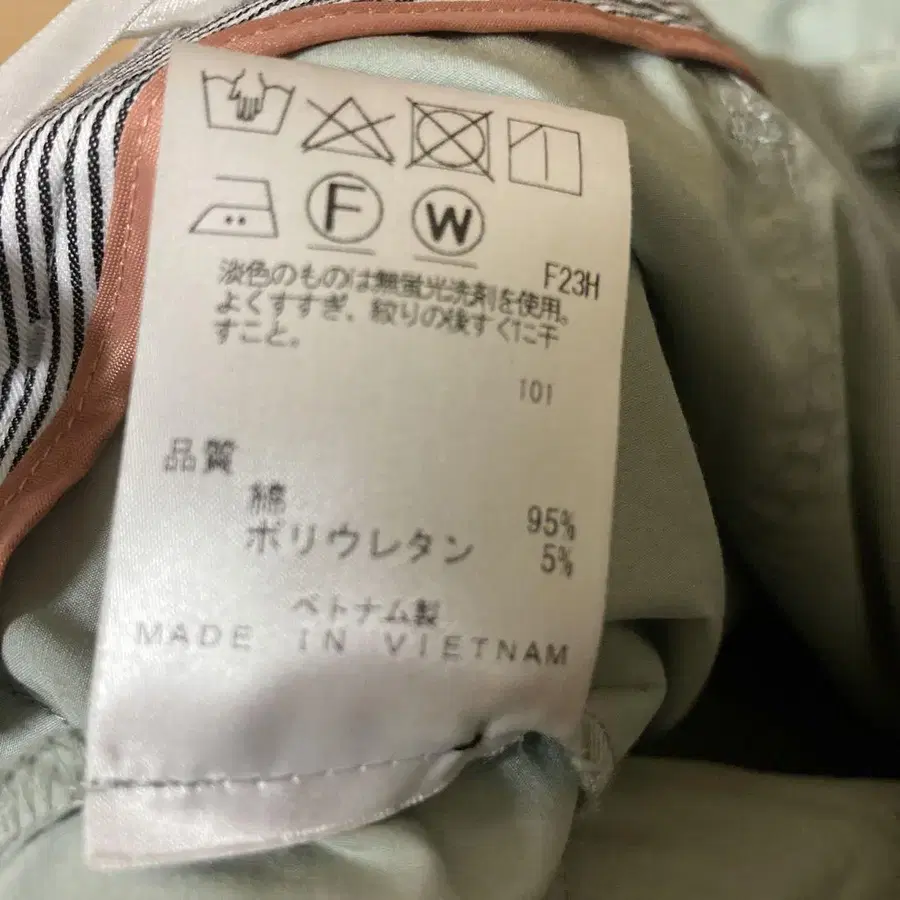 F
W
F23H
淡色のものは無蛍光洗剤を使用。
よくすすぎ、絞りの後すぐに干
すこと。
101
品質
綿 95%
ポリウレタン 5%
ベトナム製
MADE IN VIETNAM